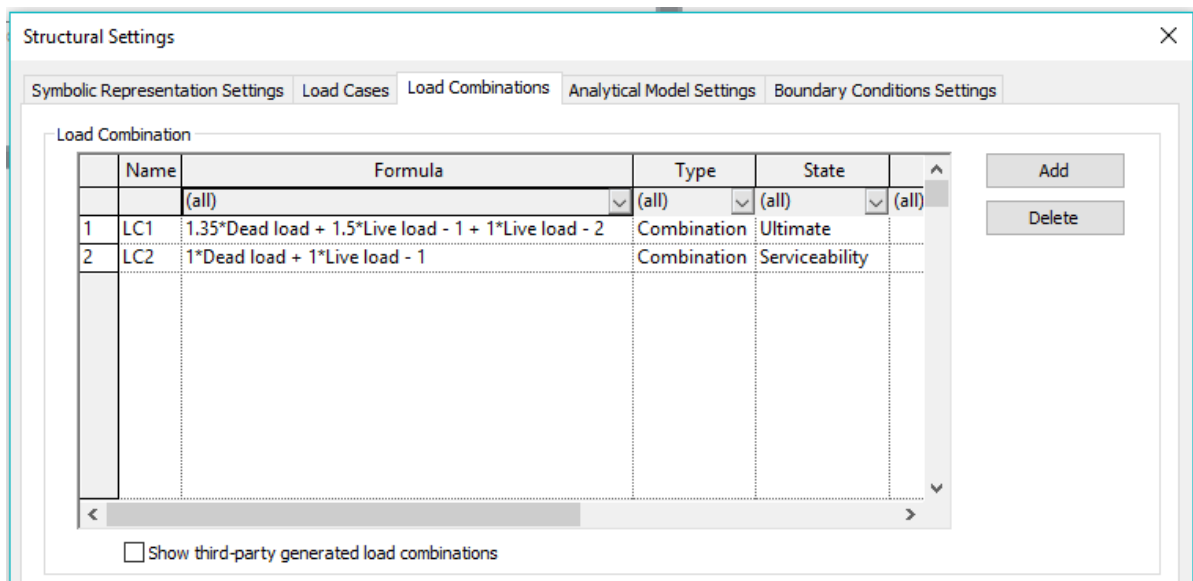 Structural Settings
Symbolic Representation Settings Load Cases Load Combinations Analytical Model Settings Boundary Conditions Settings
Load Combination
Name Formula Type State
(all) (all) (all) (all)
1 LC1 1.35*Dead load + 1.5*Live load - 1 + 1*Live load - 2 Combination Ultimate
2 LC2 1*Dead load + 1*Live load - 1 Combination Serviceability
Add
Delete
Show third-party generated load combinations